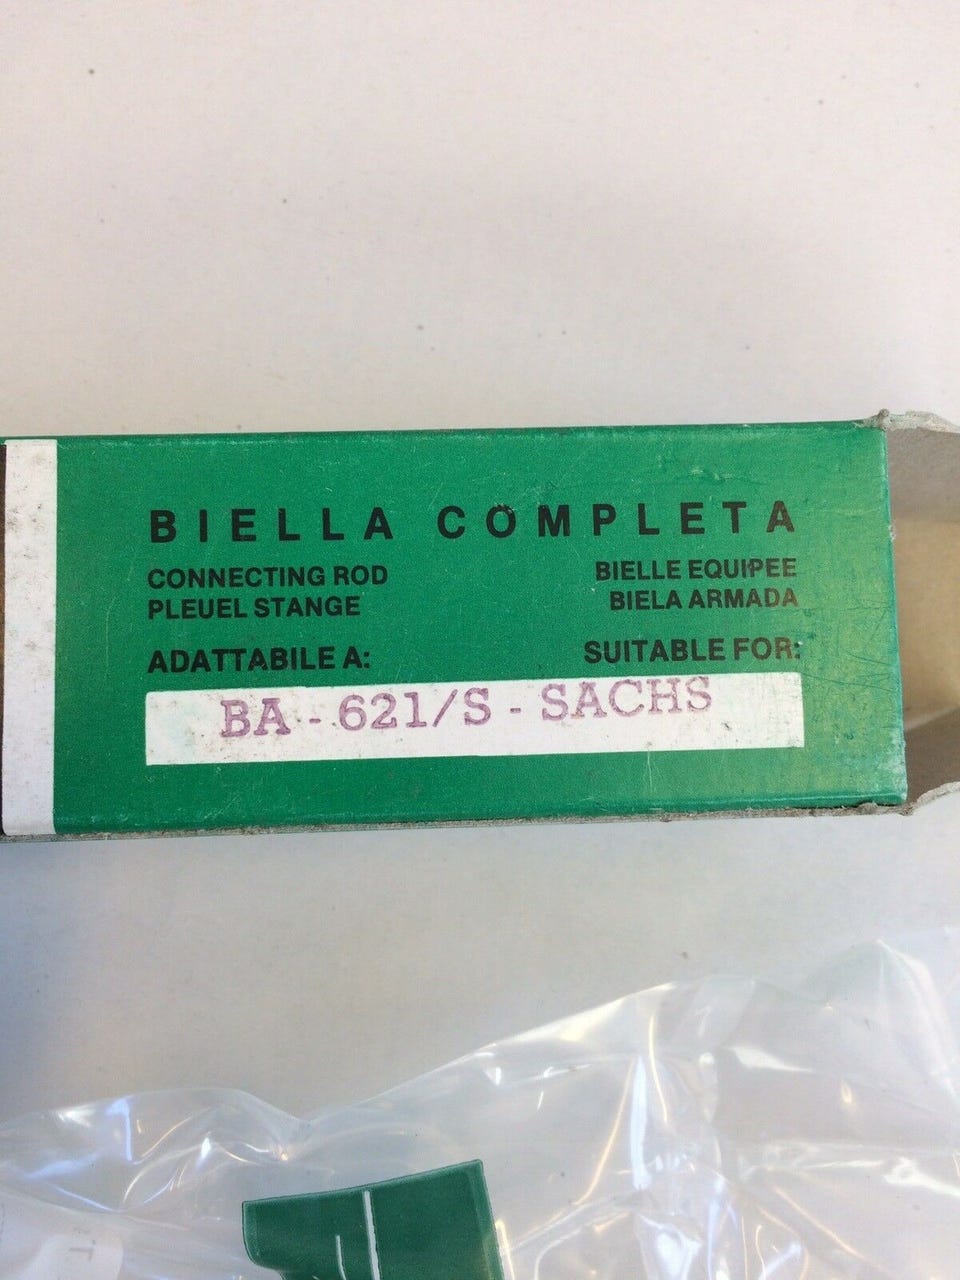 BIELLA COMPLETA
CONNECTING ROD
PLEUEL STANGE
BIELLE EQUIPEE
BIELA ARMADA
ADATTABILE A:
SUITABLE FOR:
BA - 621/S - SACHS